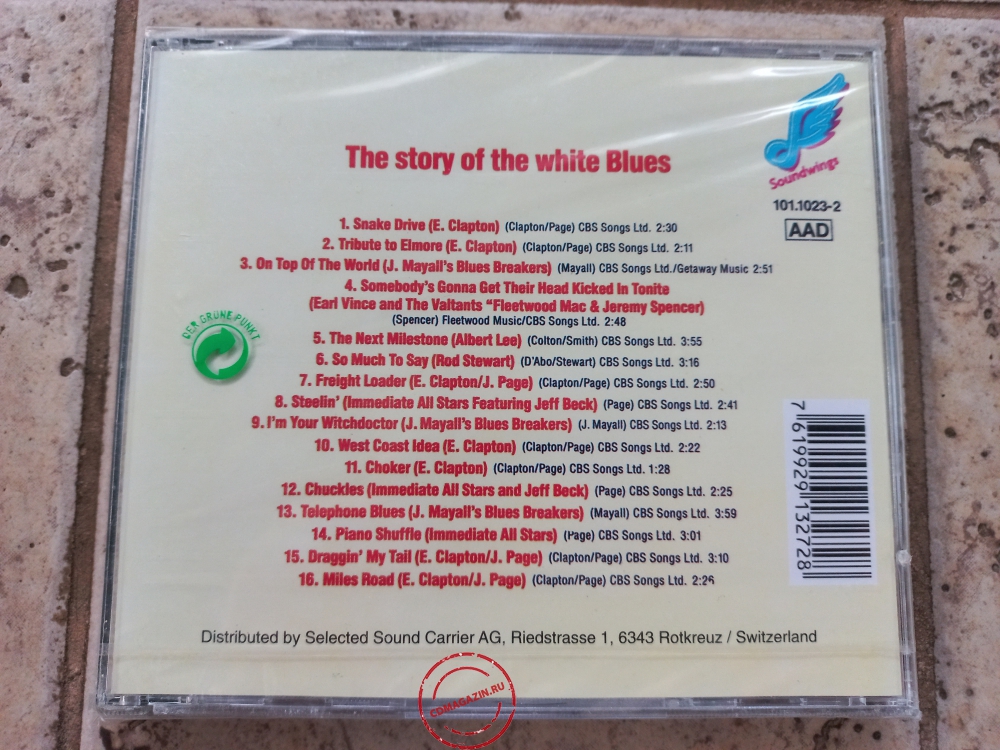 Soundwings
The story of the white Blues
101.1023-2
AAD
1. Snake Drive (E. Clapton) (Clapton/Page) CBS Songs Ltd. 2:30
2. Tribute to Elmore (E. Clapton) (Clapton/Page) CBS Songs Ltd. 2:11
3. On Top Of The World (J. Mayall's Blues Breakers) (Mayall) CBS Songs Ltd./Getaway Music 2:51
4. Somebody's Gonna Get Their Head Kicked In Tonite
(Earl Vince and The Valtants "Fleetwood Mac & Jeremy Spencer)
(Spencer) Fleetwood Music/CBS Songs Ltd. 2:48
DER GRÜNE PUNKT
5. The Next Milestone (Albert Lee) (Colton/Smith) CBS Songs Ltd. 3:55
6. So Much To Say (Rod Stewart) (D'Abo/Stewart) CBS Songs Ltd. 3:16
7. Freight Loader (E. Clapton/J. Page) (Clapton/Page) CBS Songs Ltd. 2:50
8. Steelin' (Immediate All Stars Featuring Jeff Beck) (Page) CBS Songs Ltd. 2:41
9. I'm Your Witchdoctor (J. Mayall's Blues Breakers) (J. Mayall) CBS Songs Ltd. 2:13
10. West Coast Idea (E. Clapton) (Clapton/Page) CBS Songs Ltd. 2:22
11. Choker (E. Clapton) (Clapton/Page) CBS Songs Ltd. 1:28
12. Chuckles (Immediate All Stars and Jeff Beck) (Page) CBS Songs Ltd. 2:25
13. Telephone Blues (J. Mayall's Blues Breakers) (Mayall) CBS Songs Ltd. 3:59
14. Piano Shuffle (Immediate All Stars) (Page) CBS Songs Ltd. 3:01
15. Draggin' My Tail (E. Clapton/J. Page) (Clapton/Page) CBS Songs Ltd. 3:10
16. Miles Road (E. Clapton/J. Page) (Clapton/Page) CBS Songs Ltd. 2:26
7 619929 132728
Distributed by Selected Sound Carrier AG, Riedstrasse 1, 6343 Rotkreuz / Switzerland
CDMAGAZIN.RU